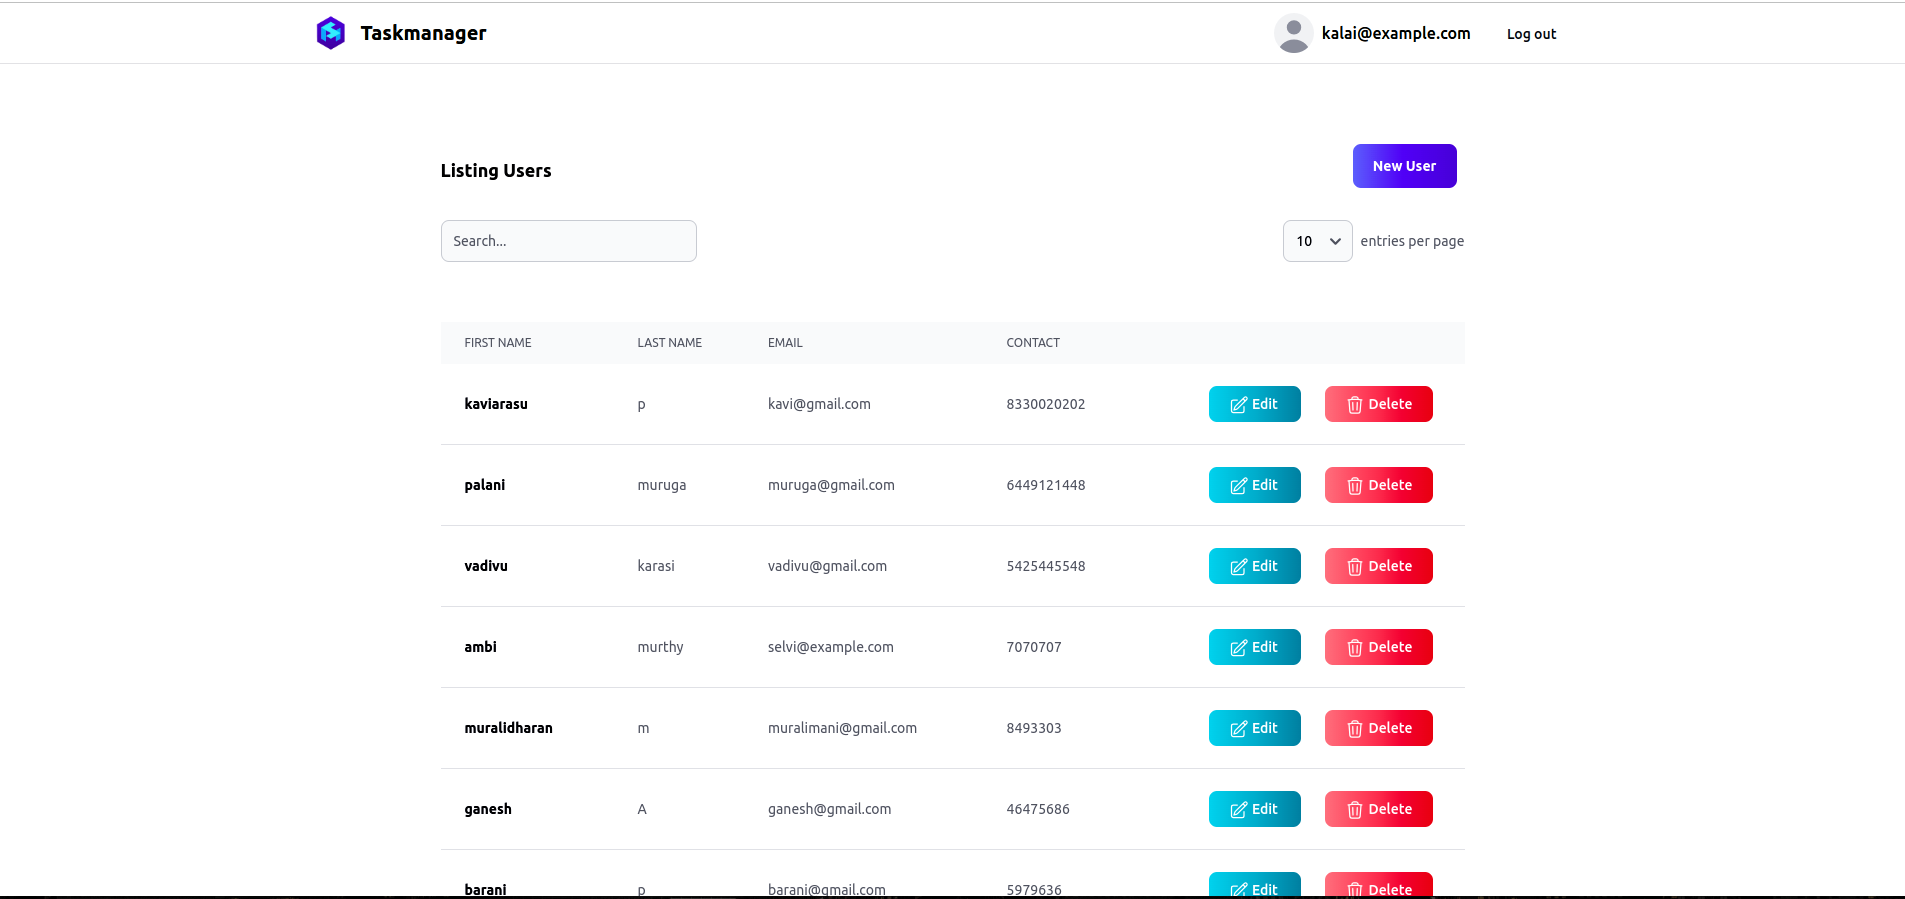 Taskmanager kalai@example.com Log out
Listing Users New User
Search... 10 entries per page
FIRST NAME LAST NAME EMAIL CONTACT
kaviarasu p kavi@gmail.com 8330020202 Edit Delete
palani muruga muruga@gmail.com 6449121448 Edit Delete
vadivu karasi vadivu@gmail.com 5425445548 Edit Delete
ambi murthy selvi@example.com 7070707 Edit Delete
muralidharan m muralimani@gmail.com 8493303 Edit Delete
ganesh A ganesh@gmail.com 46475686 Edit Delete
barani p barani@gmail.com 5979636 Edit Delete